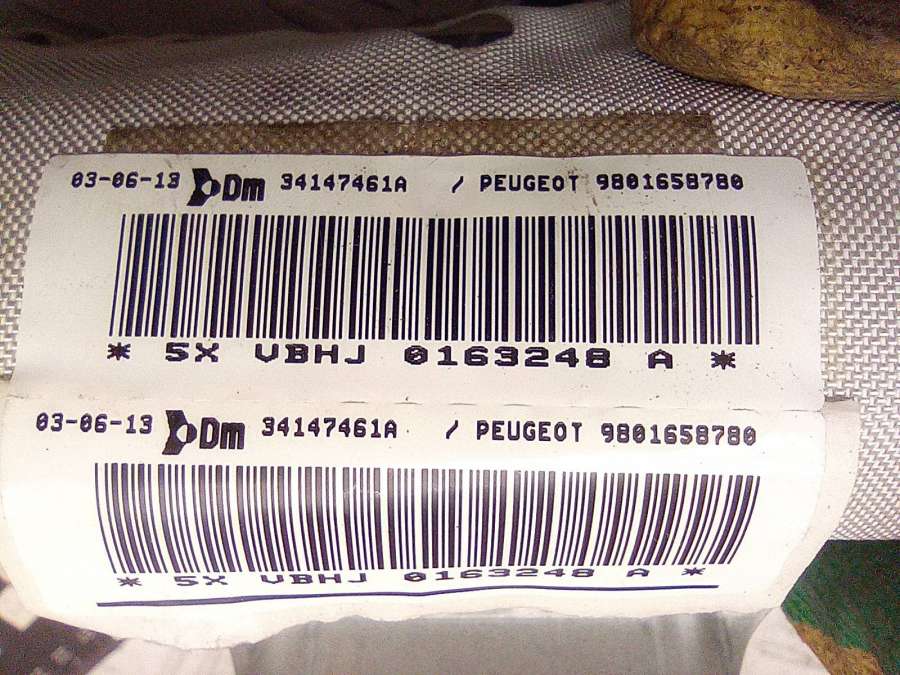 03-06-13 Dm 34147461A / PEUGEOT 9801658780
* 5X VBHJ 0163248 A *
03-06-13 Dm 34147461A / PEUGEOT 9801658780
* 5X VBHJ 0163248 A *